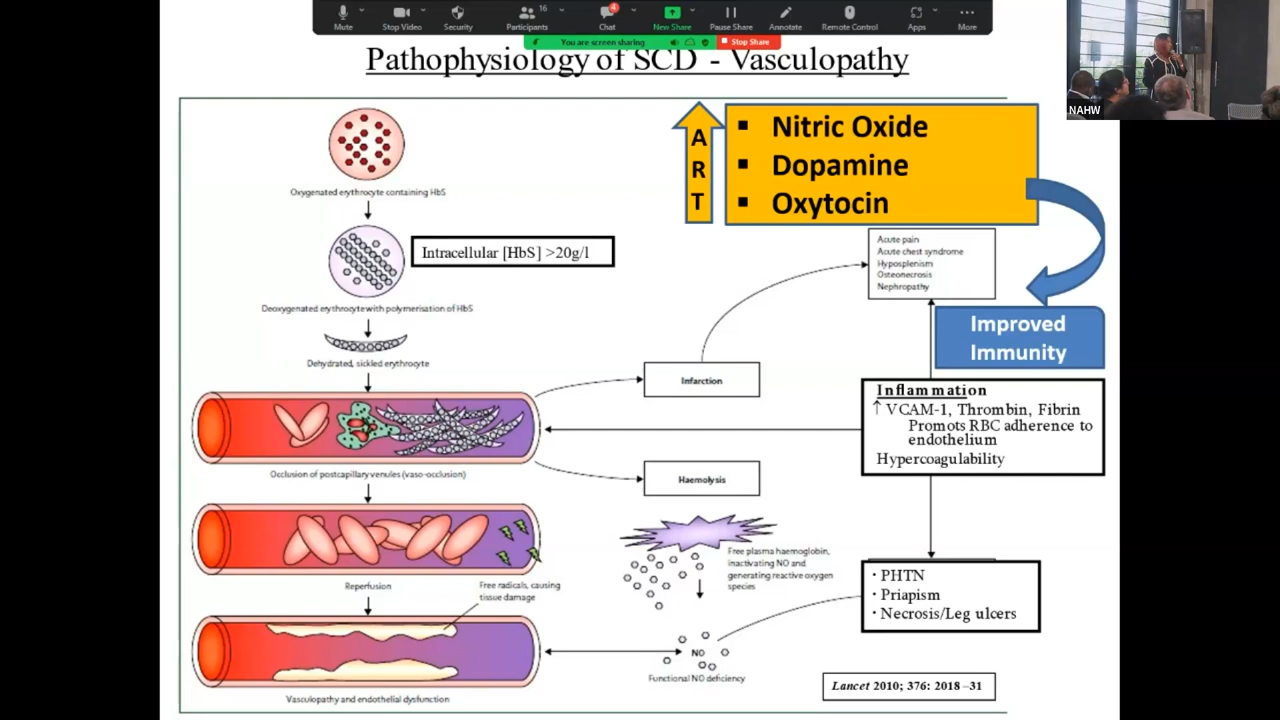 Mute
Stop Video
Security
16
Participants
4
Chat
New Share
Pause Share
Annotate
Remote Control
Apps
More
You are screen sharing
Stop Share
NAHW
Pathophysiology of SCD - Vasculopathy
ART
▪ Nitric Oxide
▪ Dopamine
▪ Oxytocin
Oxygenated erythrocyte containing HbS
Intracellular [HbS] >20g/l
Acute pain
Acute chest syndrome
Hyposplenism
Osteonecrosis
Nephropathy
Deoxygenated erythrocyte with polymerisation of HbS
Improved
Immunity
Dehydrated, sickled erythrocyte
Infarction
Inflammation
↑ VCAM-1, Thrombin, Fibrin
Promots RBC adherence to
endothelium
Hypercoagulability
Occlusion of postcapillary venules (vaso-occlusion)
Haemolysis
Free plasma haemoglobin,
inactivating NO and
generating reactive oxygen
species
Reperfusion
Free radicals, causing
tissue damage
· PHTN
· Priapism
· Necrosis/Leg ulcers
NO
Functional NO deficiency
Vasculopathy and endothelial dysfunction
Lancet 2010; 376: 2018–31